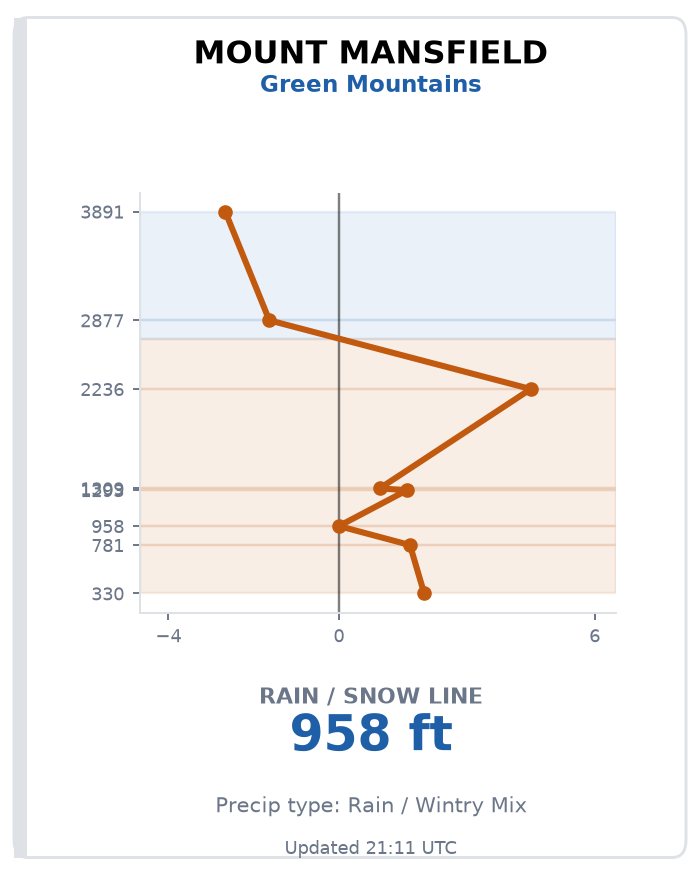 MOUNT MANSFIELD
Green Mountains
3891
2877
2236
958
781
330
−4
0
6
RAIN / SNOW LINE
958 ft
Precip type: Rain / Wintry Mix
Updated 21:11 UTC